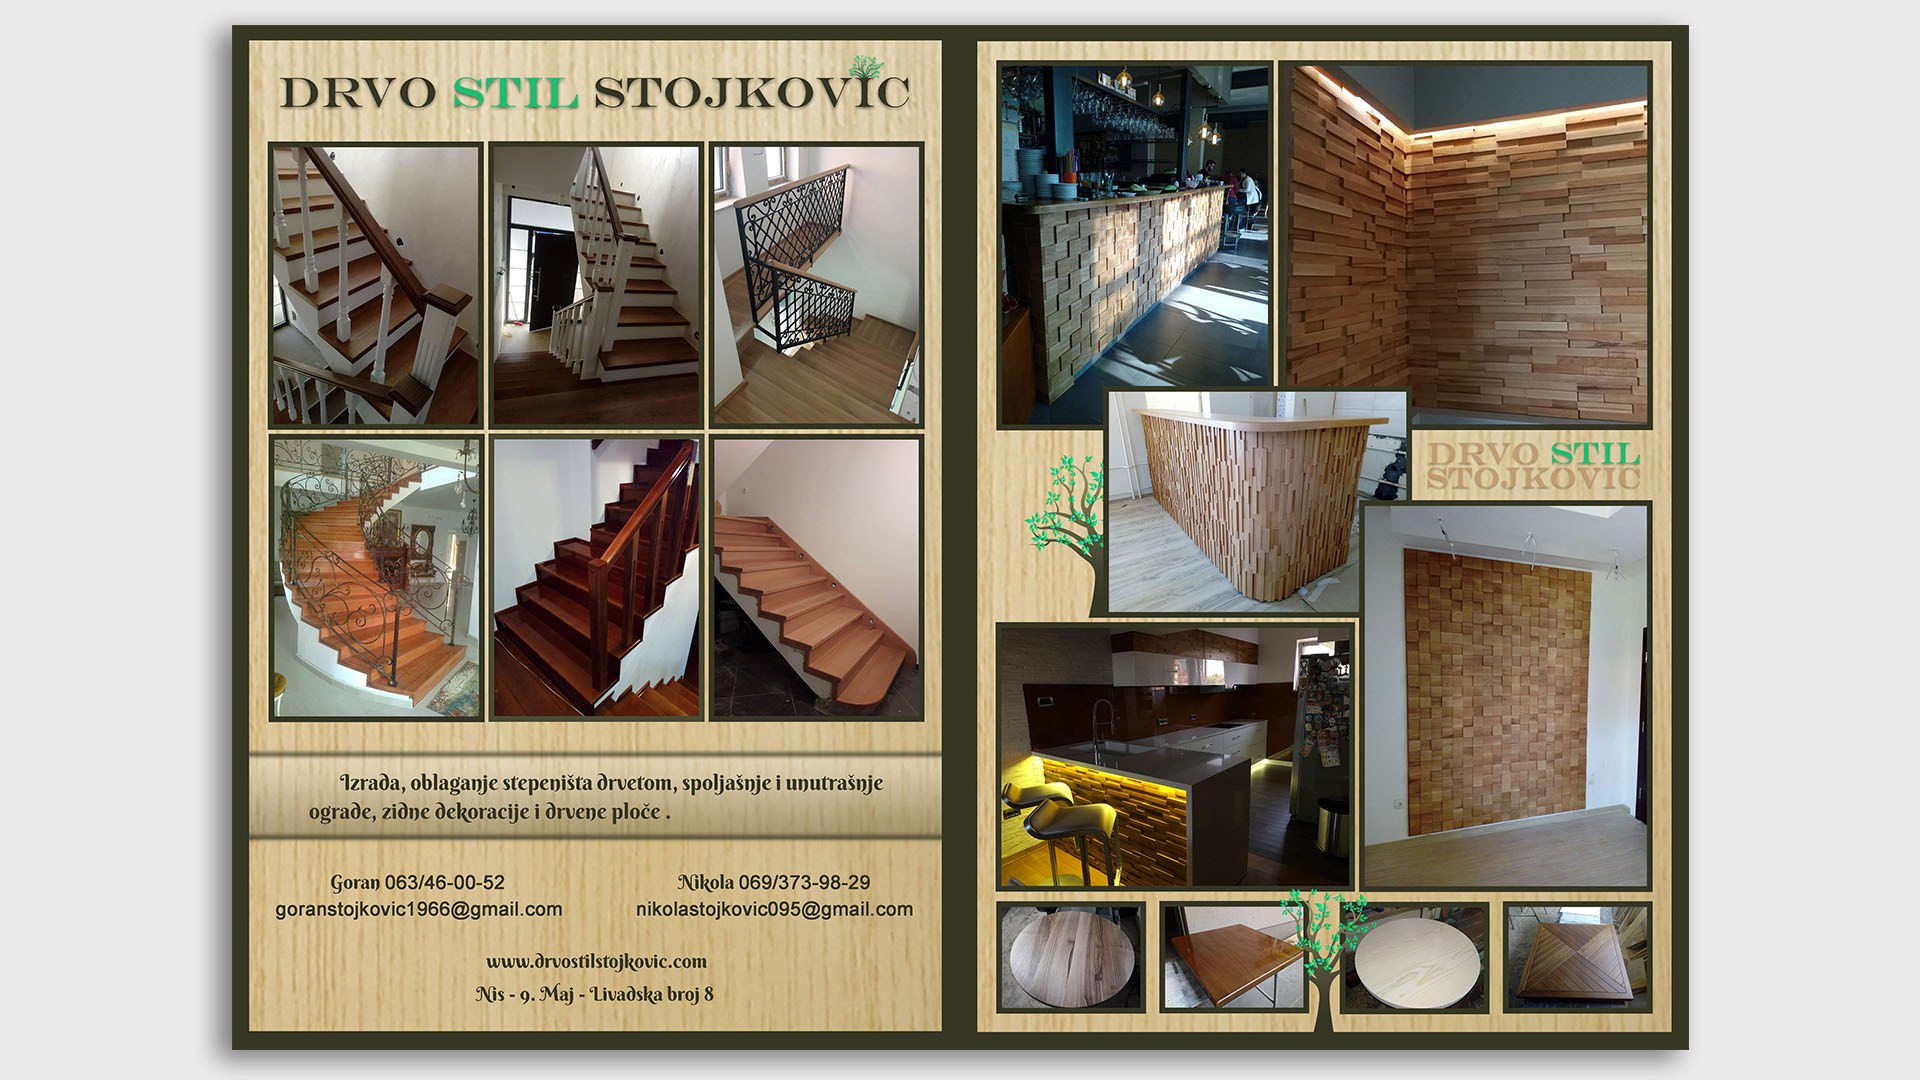 DRVO STIL STOJKOVIC
Izrada, oblaganje stepeništa drvetom, spoljašnje i unutrašnje
ograde, zidne dekoracije i drvene ploče .
Goran 063/46-00-52
goranstojkovic1966@gmail.com
Nikola 069/373-98-29
nikolastojkovic095@gmail.com
www.drvostilstojkovic.com
Nis - 9. Maj - Livadska broj 8
DRVO STIL
STOJKOVIC